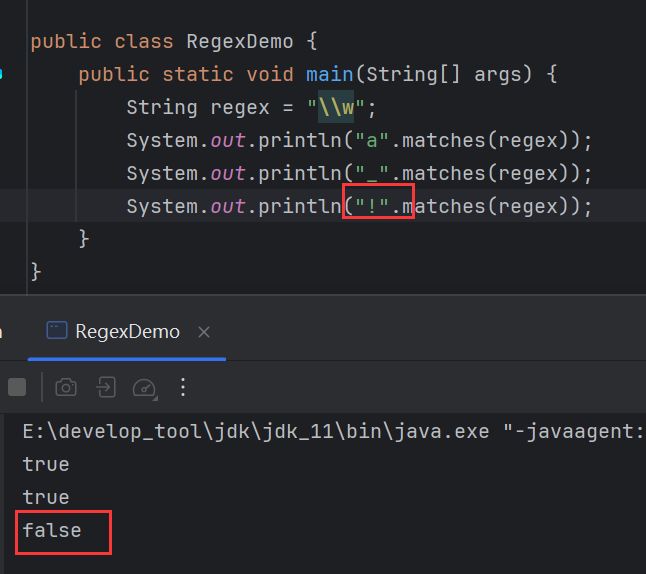 public class RegexDemo {
public static void main(String[] args) {
String regex = "\\w";
System.out.println("a".matches(regex));
System.out.println("_".matches(regex));
System.out.println("!".matches(regex));
}
}
RegexDemo
E:\develop_tool\jdk\jdk_11\bin\java.exe "-javaagent:
true
true
false